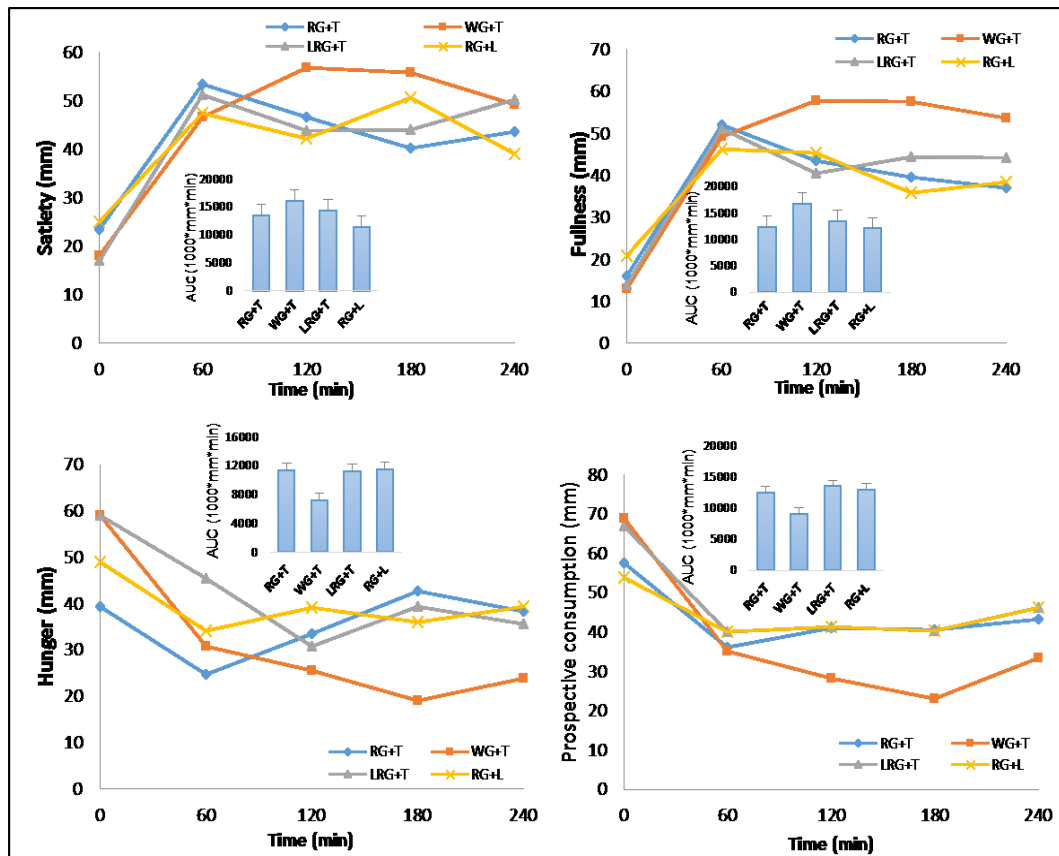 RG+T WG+T
LRG+T RG+L
60
50
40
30
20
10
0
Satiety (mm)
20000
15000
10000
5000
0
AUC (1000*mm*min)
RG+T WG+T LRG+T RG+L
0 60 120 180 240
Time (min)
RG+T WG+T
LRG+T RG+L
70
60
50
40
30
20
10
0
Fullness (mm)
20000
15000
10000
5000
0
AUC (1000*mm*min)
RG+T WG+T LRG+T RG+L
0 60 120 180 240
Time (min)
16000
12000
8000
4000
0
AUC (1000*mm*min)
RG+T WG+T LRG+T RG+L
70
60
50
40
30
20
10
0
Hunger (mm)
RG+T WG+T
LRG+T RG+L
0 60 120 180 240
Time (min)
20000
15000
10000
5000
0
AUC (1000*mm*min)
RG+T WG+T LRG+T RG+L
80
70
60
50
40
30
20
10
0
Prospective consumption (mm)
RG+T WG+T
LRG+T RG+L
0 60 120 180 240
Time (min)